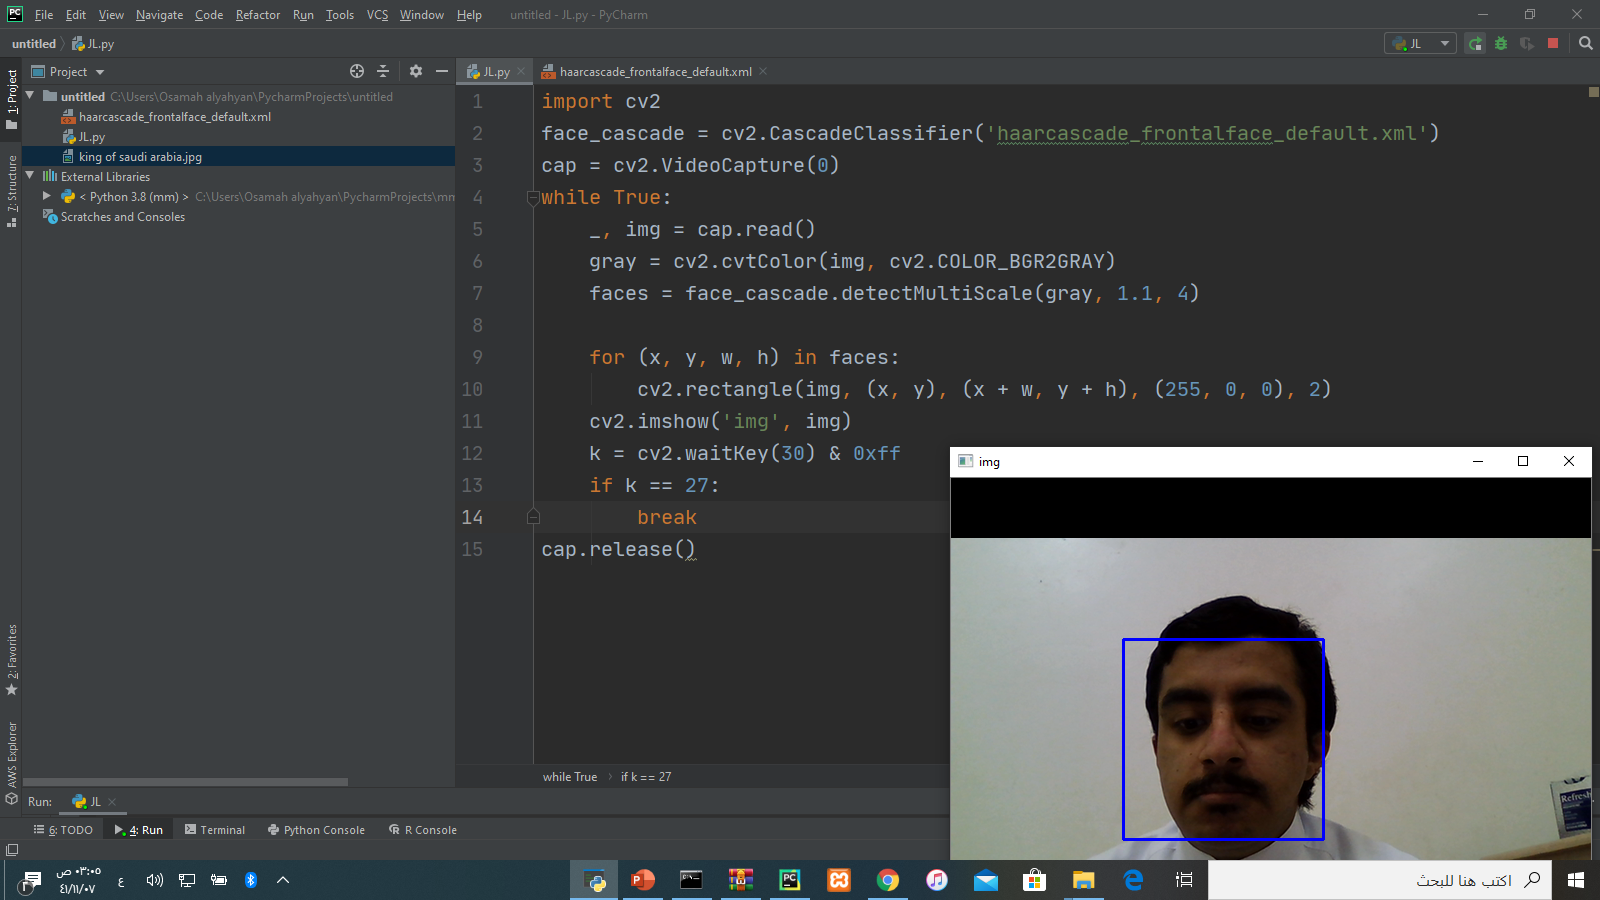 File Edit View Navigate Code Refactor Run Tools VCS Window Help untitled - JL.py - PyCharm
untitled JL.py JL
1: Project
Project
JL.py
haarcascade_frontalface_default.xml
untitled C:\Users\Osamah alyahyan\PycharmProjects\untitled
haarcascade_frontalface_default.xml
JL.py
king of saudi arabia.jpg
External Libraries
< Python 3.8 (mm) > C:\Users\Osamah alyahyan\PycharmProjects\mm
Scratches and Consoles
7: Structure
2: Favorites
AWS Explorer
1 import cv2
2 face_cascade = cv2.CascadeClassifier('haarcascade_frontalface_default.xml')
3 cap = cv2.VideoCapture(0)
4 while True:
5 _, img = cap.read()
6 gray = cv2.cvtColor(img, cv2.COLOR_BGR2GRAY)
7 faces = face_cascade.detectMultiScale(gray, 1.1, 4)
8
9 for (x, y, w, h) in faces:
10 cv2.rectangle(img, (x, y), (x + w, y + h), (255, 0, 0), 2)
11 cv2.imshow('img', img)
12 k = cv2.waitKey(30) & 0xff
13 if k == 27:
14 break
15 cap.release()
img
Refresh
while True if k == 27
Run: JL
6: TODO 4: Run Terminal Python Console R Console
٠٣:٠٥ ص
٤١/١١/٠٧
ع
اكتب هنا للبحث